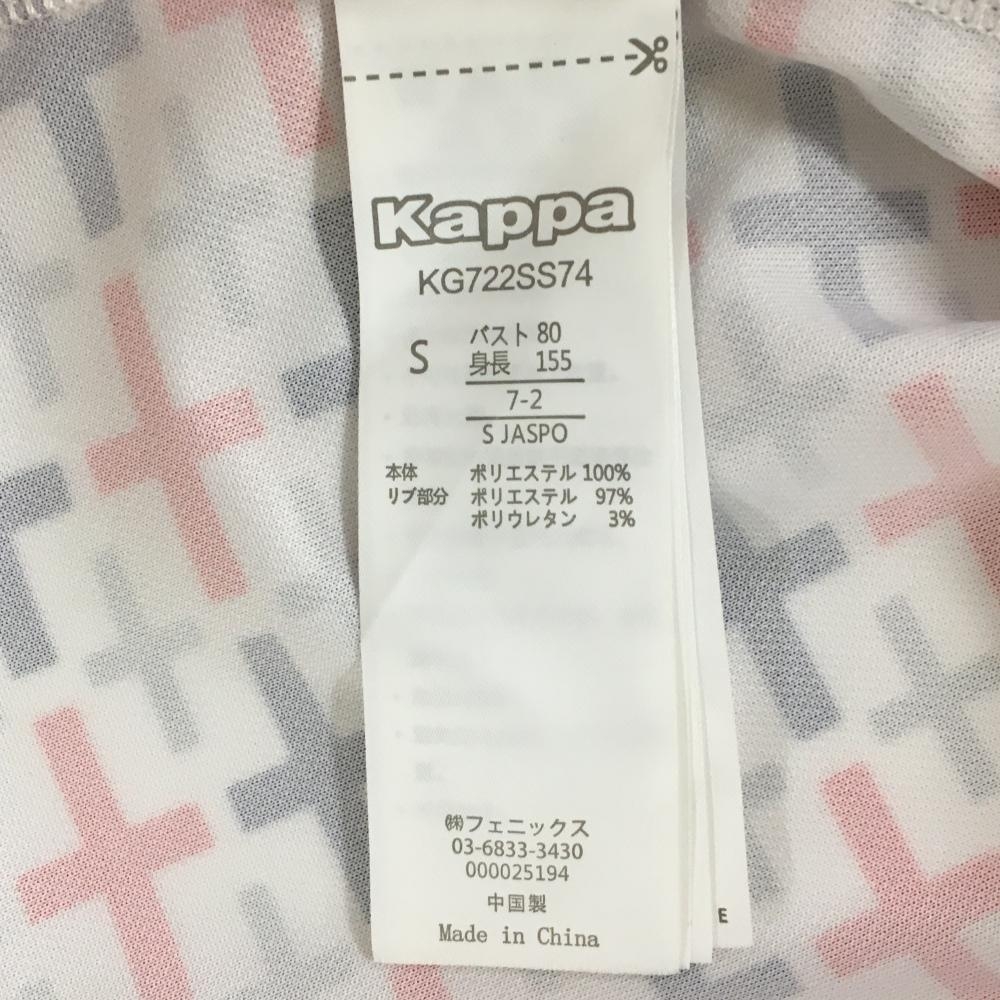 Kappa
KG722SS74
S
バスト 80
身長 155
7-2
S JASPO
本体 ポリエステル 100%
リブ部分 ポリエステル 97%
ポリウレタン 3%
㈱フェニックス
03-6833-3430
000025194
中国製
Made in China
E